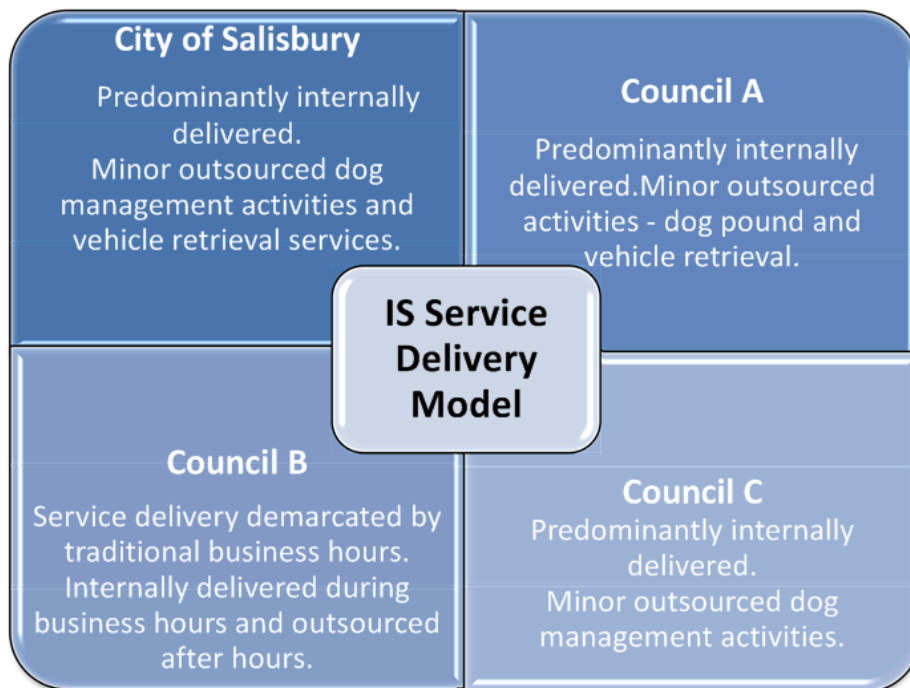 City of Salisbury
Predominantly internally
delivered.
Minor outsourced dog
management activities and
vehicle retrieval services.
Council A
Predominantly internally
delivered.Minor outsourced
activities - dog pound and
vehicle retrieval.
IS Service
Delivery
Model
Council B
Service delivery demarcated by
traditional business hours.
Internally delivered during
business hours and outsourced
after hours.
Council C
Predominantly internally
delivered.
Minor outsourced dog
management activities.